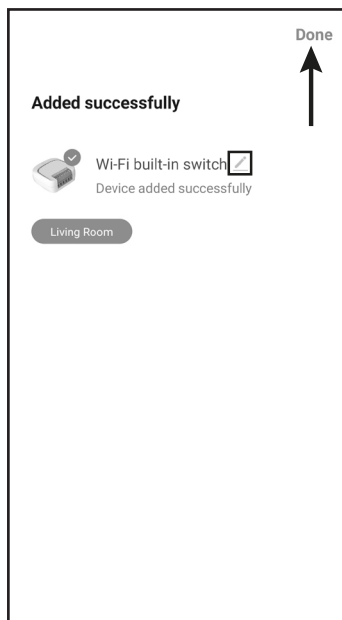 Done
Added successfully
Wi-Fi built-in switch
Device added successfully
Living Room